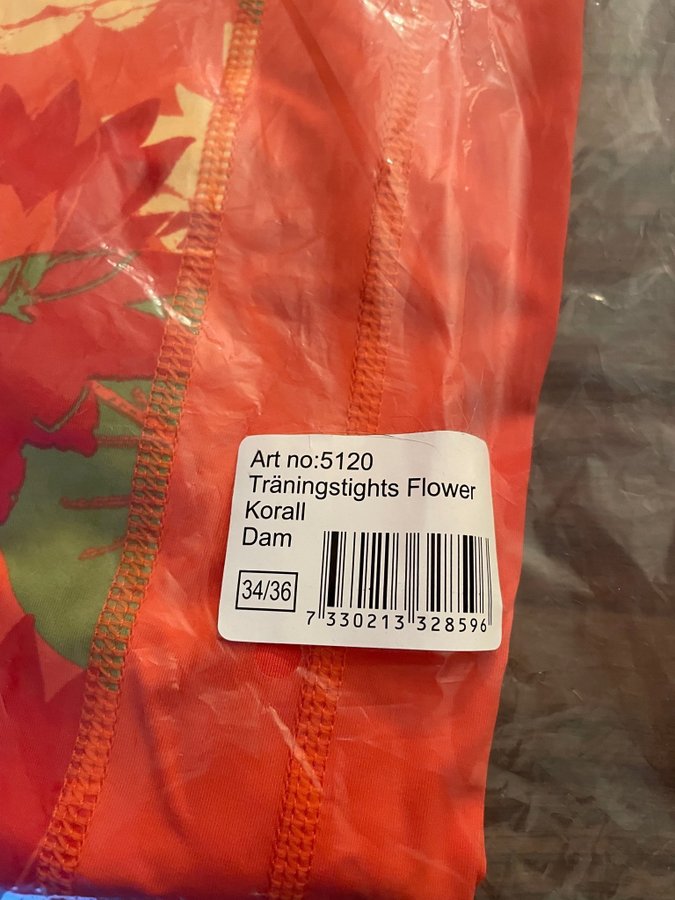 Art no:5120
Träningstights Flower
Korall
Dam
34/36
7 330213 328596